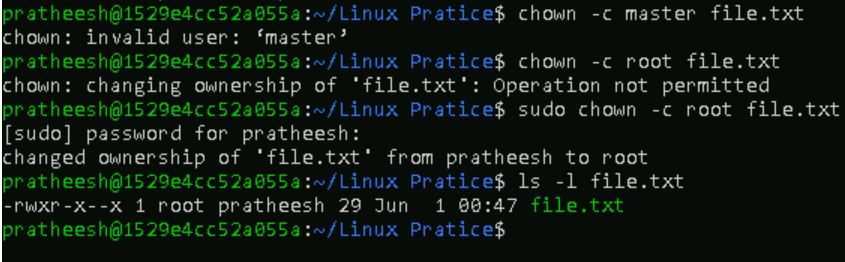 pratheesh@1529e4cc52a055a:~/Linux Pratice$ chown -c master file.txt
chown: invalid user: ‘master’
pratheesh@1529e4cc52a055a:~/Linux Pratice$ chown -c root file.txt
chown: changing ownership of 'file.txt': Operation not permitted
pratheesh@1529e4cc52a055a:~/Linux Pratice$ sudo chown -c root file.txt
[sudo] password for pratheesh:
changed ownership of 'file.txt' from pratheesh to root
pratheesh@1529e4cc52a055a:~/Linux Pratice$ ls -l file.txt
-rwxr-x--x 1 root pratheesh 29 Jun  1 00:47 file.txt
pratheesh@1529e4cc52a055a:~/Linux Pratice$